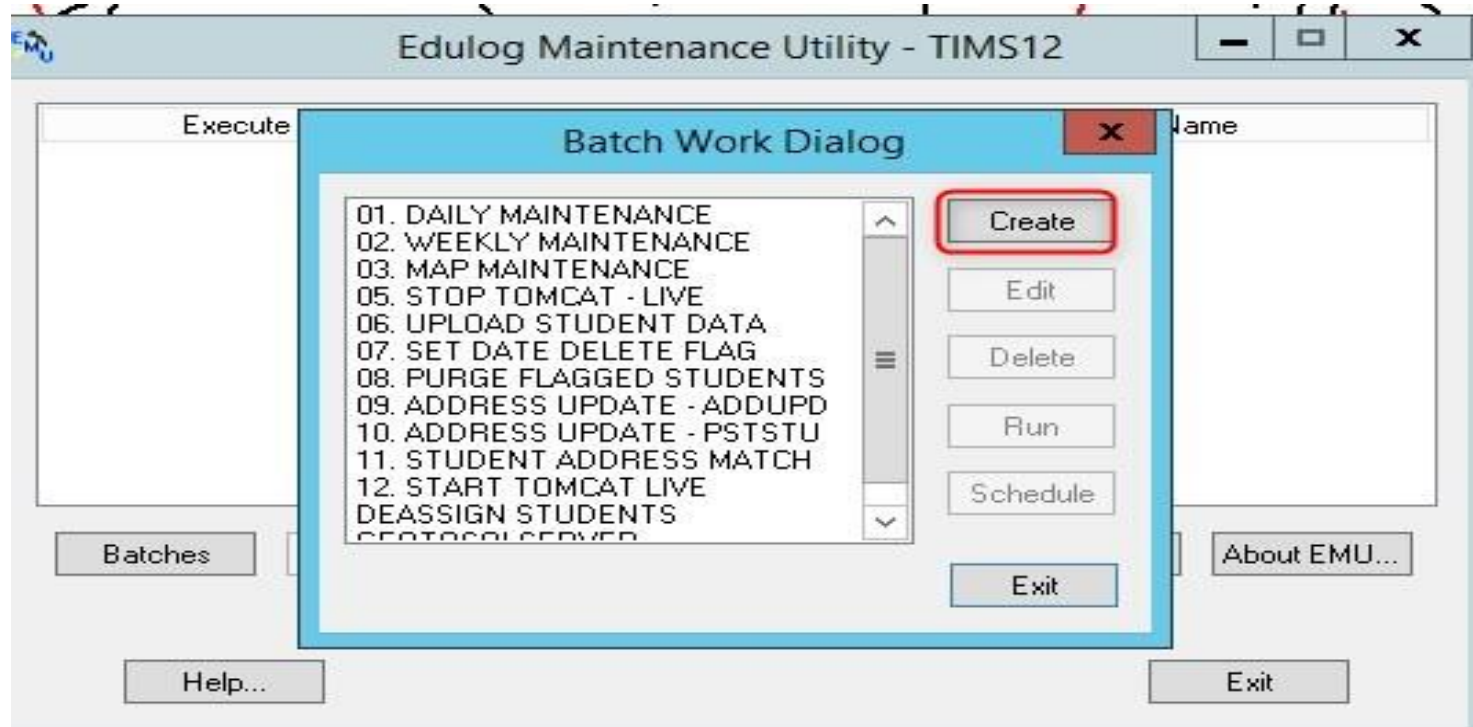 EMU
Edulog Maintenance Utility - TIMS12
Execute
Batch Work Dialog
01. DAILY MAINTENANCE
02. WEEKLY MAINTENANCE
03. MAP MAINTENANCE
05. STOP TOMCAT - LIVE
06. UPLOAD STUDENT DATA
07. SET DATE DELETE FLAG
08. PURGE FLAGGED STUDENTS
09. ADDRESS UPDATE - ADDUPD
10. ADDRESS UPDATE - PSTSTU
11. STUDENT ADDRESS MATCH
12. START TOMCAT LIVE
DEASSIGN STUDENTS
Create
Edit
Delete
Run
Schedule
Exit
Batches
About EMU...
Help...
Exit